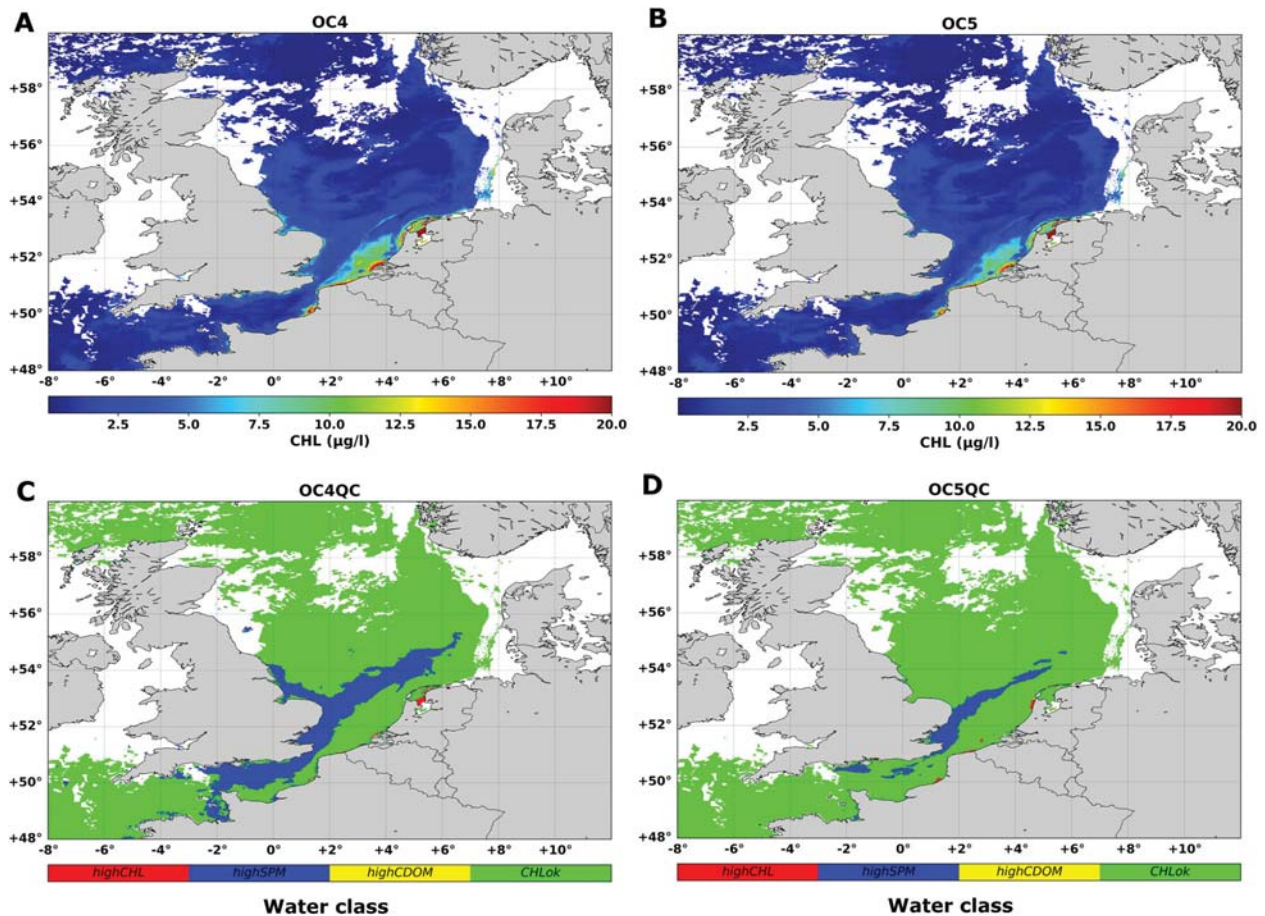 A
OC4
+58°
+56°
+54°
+52°
+50°
+48°
-8° -6° -4° -2° 0° +2° +4° +6° +8° +10°
2.5 5.0 7.5 10.0 12.5 15.0 17.5 20.0
CHL (µg/l)
B
OC5
+58°
+56°
+54°
+52°
+50°
+48°
-8° -6° -4° -2° 0° +2° +4° +6° +8° +10°
2.5 5.0 7.5 10.0 12.5 15.0 17.5 20.0
CHL (µg/l)
C
OC4QC
+58°
+56°
+54°
+52°
+50°
+48°
-8° -6° -4° -2° 0° +2° +4° +6° +8° +10°
highCHL highSPM highCDOM CHLok
Water class
D
OC5QC
+58°
+56°
+54°
+52°
+50°
+48°
-8° -6° -4° -2° 0° +2° +4° +6° +8° +10°
highCHL highSPM highCDOM CHLok
Water class